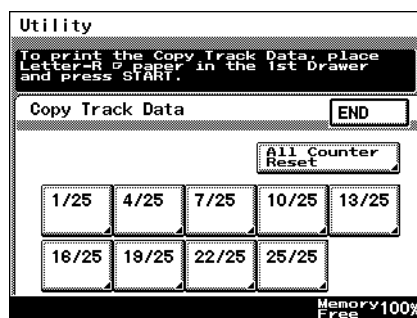 Utility
To print the Copy Track Data, place
Letter-R paper in the 1st Drawer
and press START.
Copy Track Data
END
All Counter
Reset
1/25 4/25 7/25 10/25 13/25
16/25 19/25 22/25 25/25
Memory 100%
Free